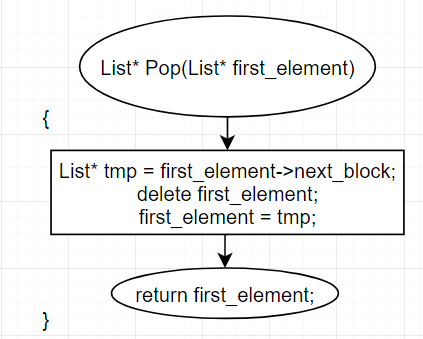 List* Pop(List* first_element)
{
List* tmp = first_element->next_block;
delete first_element;
first_element = tmp;
return first_element;
}